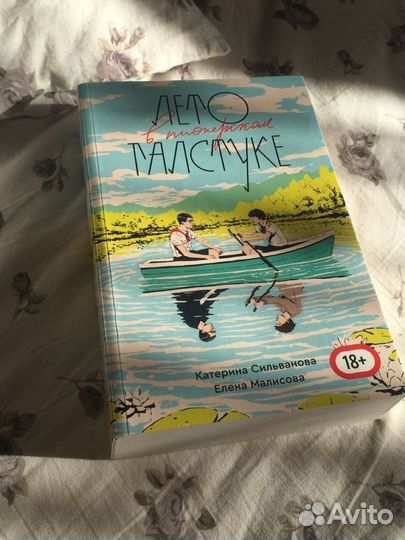 ЛЕТО
в пионерском
ГАЛСТУКЕ
Катерина Сильванова
Елена Малисова
18+
Avito